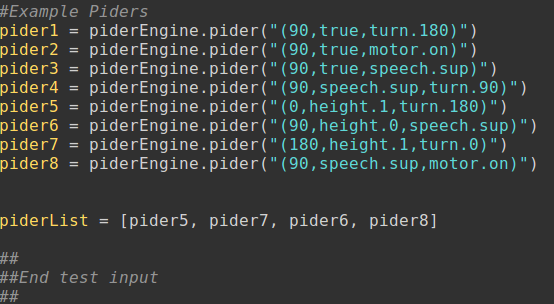 #Example Piders
pider1 = piderEngine.pider("(90,true,turn.180)")
pider2 = piderEngine.pider("(90,true,motor.on)")
pider3 = piderEngine.pider("(90,true,speech.sup)")
pider4 = piderEngine.pider("(90,speech.sup,turn.90)")
pider5 = piderEngine.pider("(0,height.1,turn.180)")
pider6 = piderEngine.pider("(90,height.0,speech.sup)")
pider7 = piderEngine.pider("(180,height.1,turn.0)")
pider8 = piderEngine.pider("(90,speech.sup,motor.on)")
piderList = [pider5, pider7, pider6, pider8]
##
##End test input
##